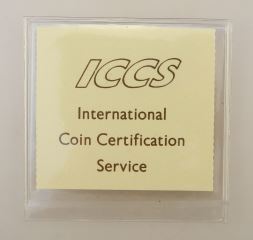 ICCS
International
Coin Certification
Service